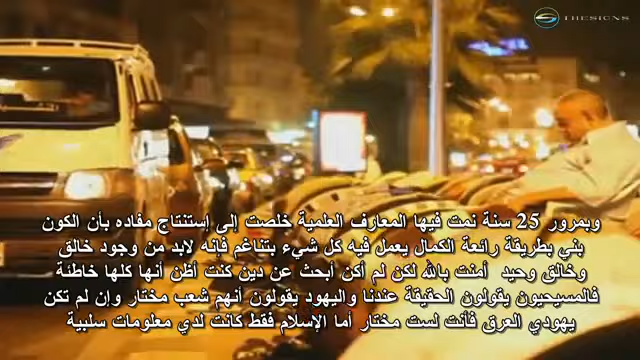 THESIGNS
وبمرور 25 سنة نمت فيها المعارف العلمية خلصت إلى إستنتاج مفاده بأن الكون
بني بطريقة رائعة الكمال يعمل فيه كل شيء بتناغم فإنه لابد من وجود خالق
وخالق وحيد أمنت بالله لكن لم أكن أبحث عن دين كنت أظن أنها كلها خاطئة
فالمسيحيون يقولون الحقيقة عندنا واليهود يقولون أنهم شعب مختار وإن لم تكن
يهودي العرق فأنت لست مختار أما الإسلام فقط كانت لدي معلومات سلبية